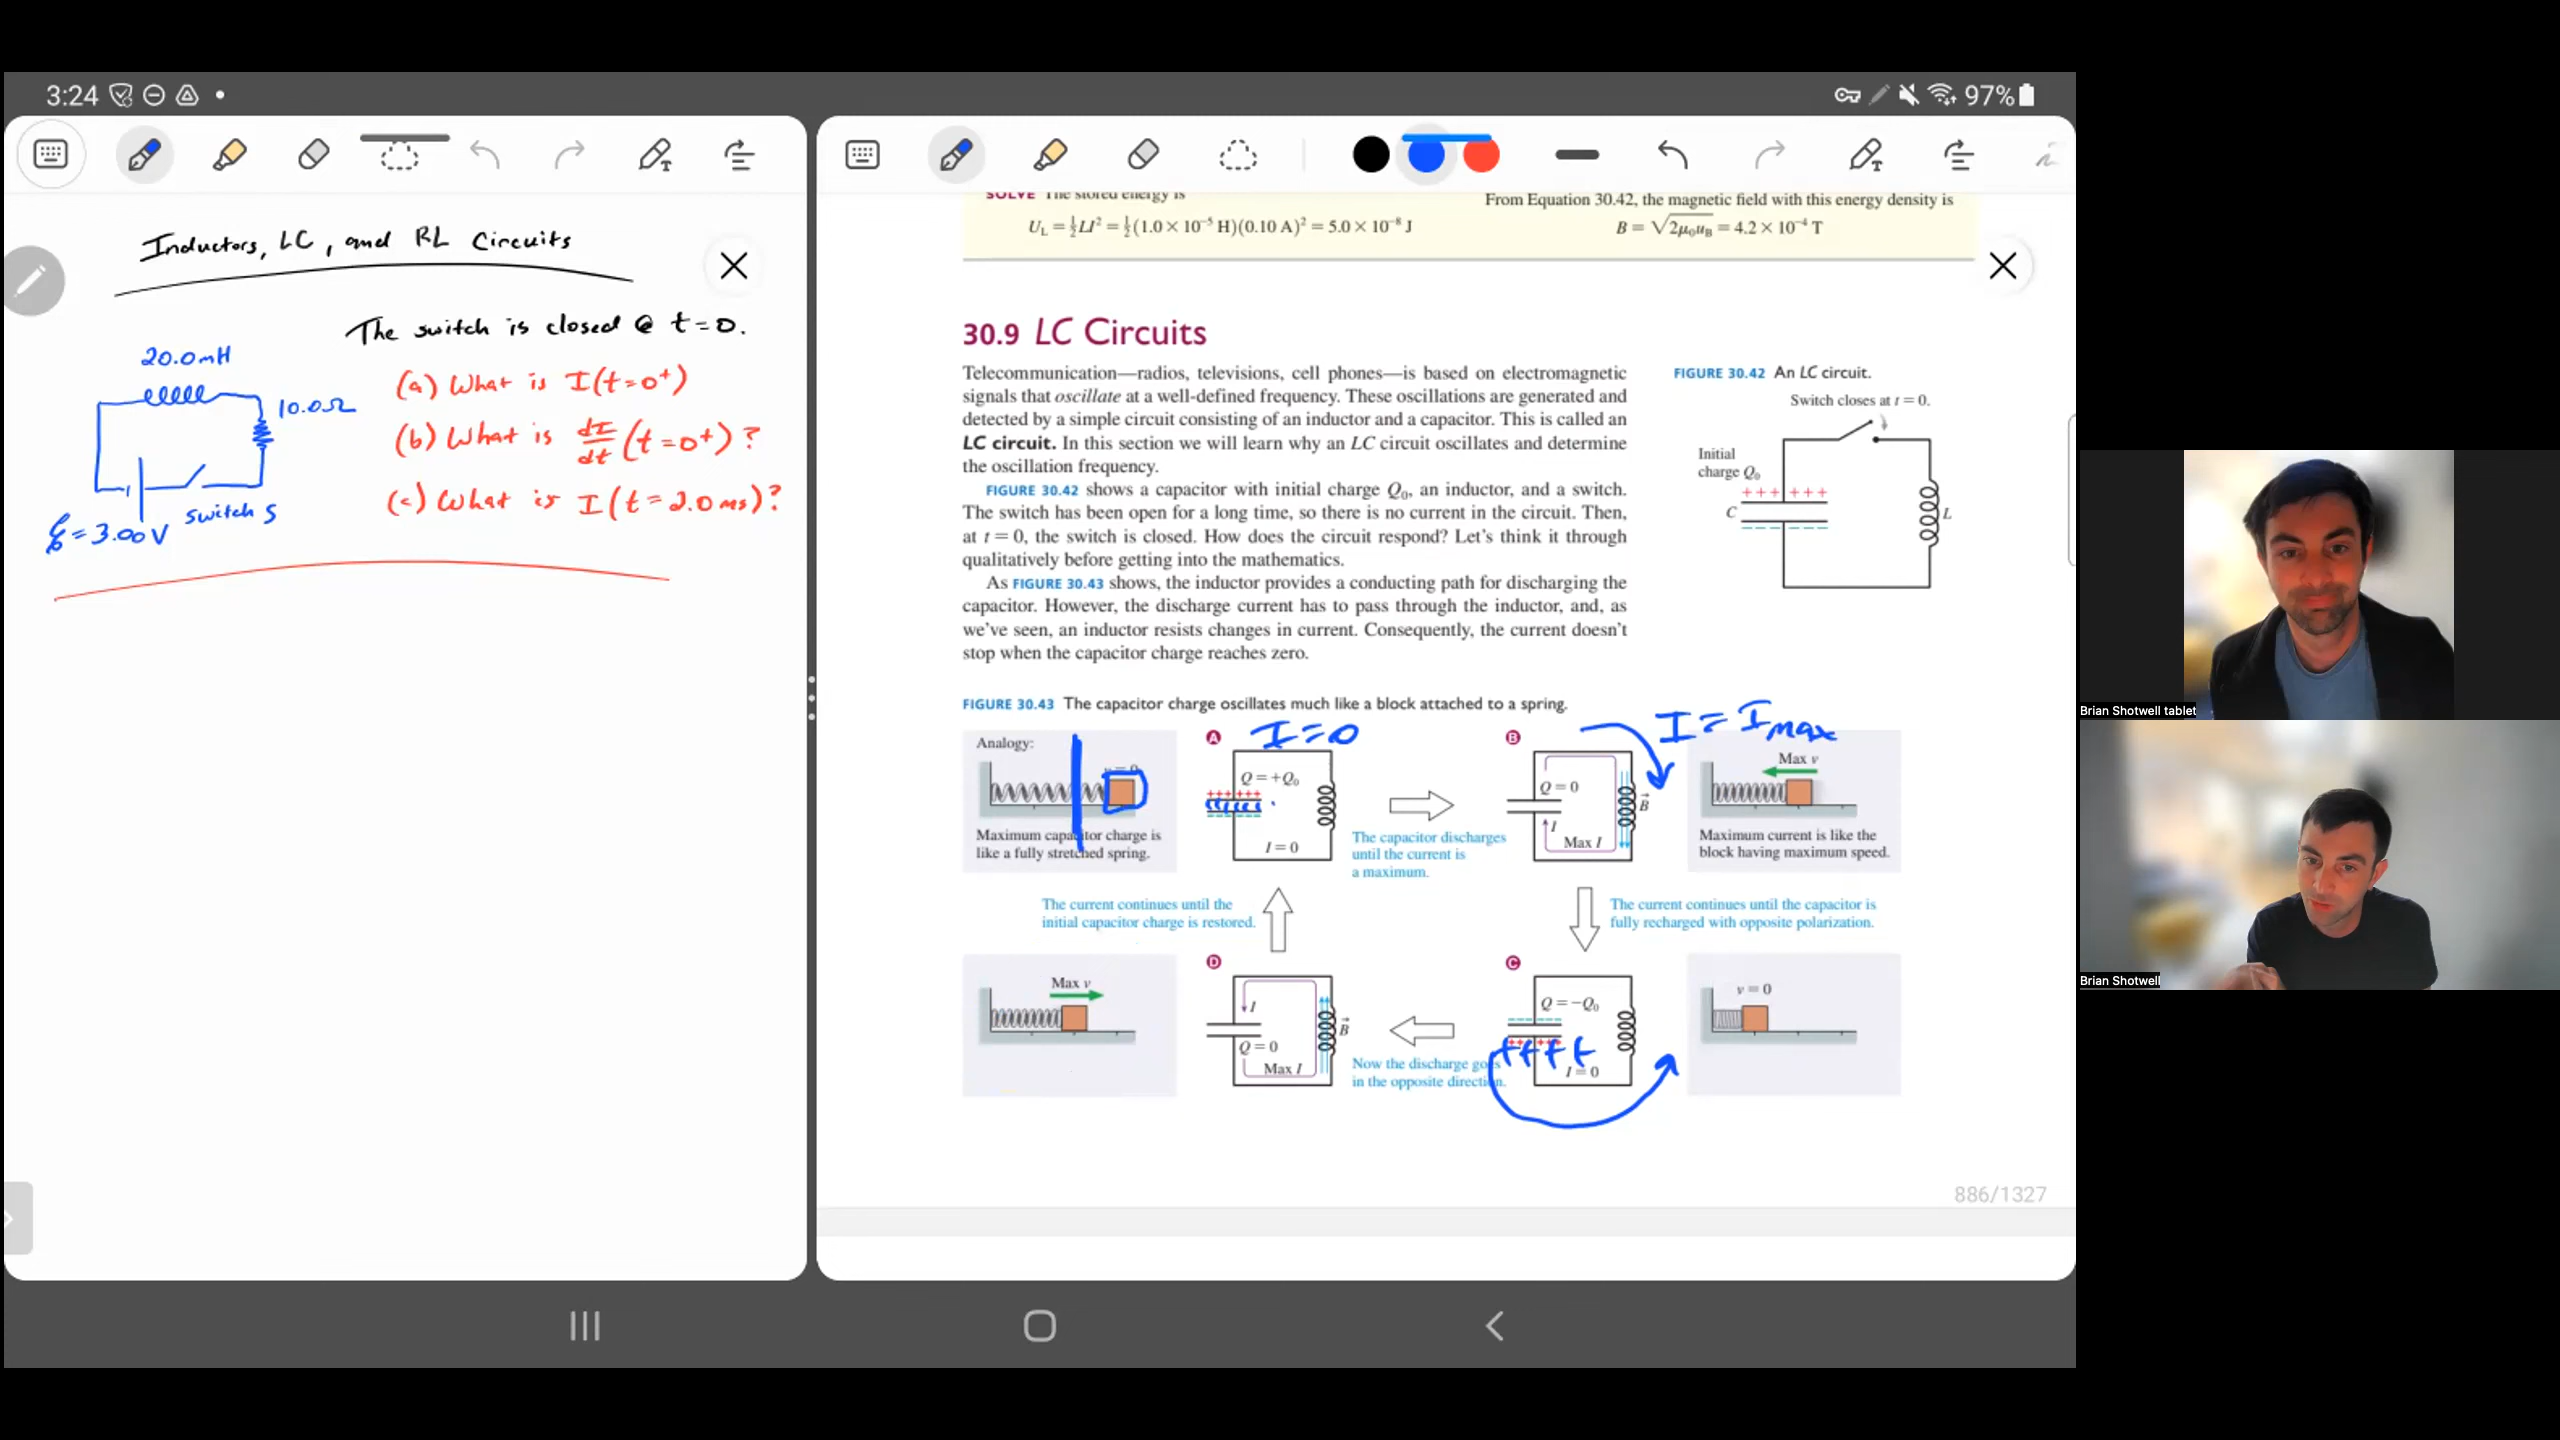 3:24
97%
Inductors, LC, and RL Circuits
The switch is closed @ t=0.
20.0mH
10.0Ω
(a) What is I(t=0⁺)
(b) What is dI/dt (t=0⁺)?
(c) What is I(t=2.0ms)?
switch S
ℰ=3.00V
SOLVE The stored energy is
U_L = ½LI² = ½(1.0 × 10⁻⁵ H)(0.10 A)² = 5.0 × 10⁻⁸ J
From Equation 30.42, the magnetic field with this energy density is
B = √2μ₀u_B = 4.2 × 10⁻⁴ T
30.9 LC Circuits
Telecommunication—radios, televisions, cell phones—is based on electromagnetic
signals that oscillate at a well-defined frequency. These oscillations are generated and
detected by a simple circuit consisting of an inductor and a capacitor. This is called an
LC circuit. In this section we will learn why an LC circuit oscillates and determine
the oscillation frequency.
FIGURE 30.42 shows a capacitor with initial charge Q₀, an inductor, and a switch.
The switch has been open for a long time, so there is no current in the circuit. Then,
at t = 0, the switch is closed. How does the circuit respond? Let's think it through
qualitatively before getting into the mathematics.
As FIGURE 30.43 shows, the inductor provides a conducting path for discharging the
capacitor. However, the discharge current has to pass through the inductor, and, as
we've seen, an inductor resists changes in current. Consequently, the current doesn't
stop when the capacitor charge reaches zero.
FIGURE 30.42 An LC circuit.
Switch closes at t = 0.
Initial
charge Q₀
+++ +++
C
L
FIGURE 30.43 The capacitor charge oscillates much like a block attached to a spring.
Analogy:
Maximum capacitor charge is
like a fully stretched spring.
A
I=0
Q = +Q₀
I = 0
The capacitor discharges
until the current is
a maximum.
B
I = Imax
Q = 0
I
Max I
B⃗
Max v
Maximum current is like the
block having maximum speed.
The current continues until the
initial capacitor charge is restored.
The current continues until the capacitor is
fully recharged with opposite polarization.
Max v
D
I
Q = 0
Max I
B⃗
Now the discharge goes
in the opposite direction.
C
Q = −Q₀
++++
I = 0
v = 0
886/1327
Brian Shotwell tablet
Brian Shotwell